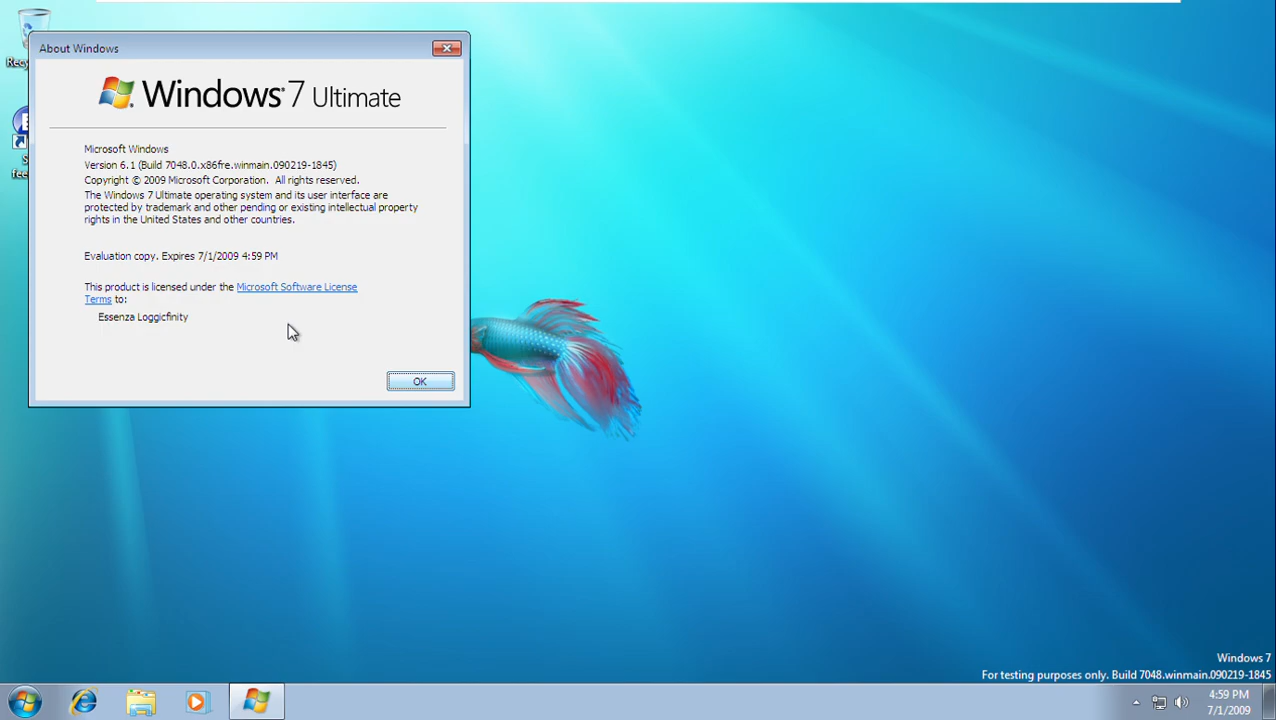 Recy
About Windows
Windows® 7 Ultimate
Microsoft Windows
Version 6.1 (Build 7048.0.x86fre.winmain.090219-1845)
Copyright © 2009 Microsoft Corporation. All rights reserved.
The Windows 7 Ultimate operating system and its user interface are
protected by trademark and other pending or existing intellectual property
rights in the United States and other countries.
Evaluation copy. Expires 7/1/2009 4:59 PM
This product is licensed under the Microsoft Software License
Terms to:
Essenza Loggicfinity
OK
S
fee
Windows 7
For testing purposes only. Build 7048.winmain.090219-1845
4:59 PM
7/1/2009